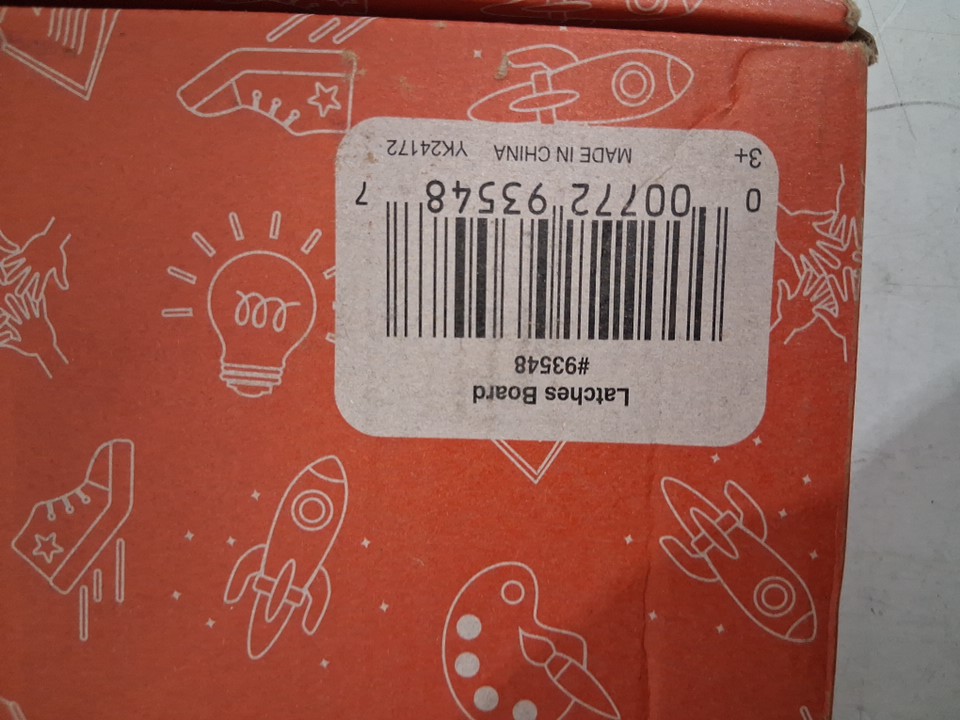 Latches Board
#93548
0 00772 93548 7
3+ MADE IN CHINA YK24172